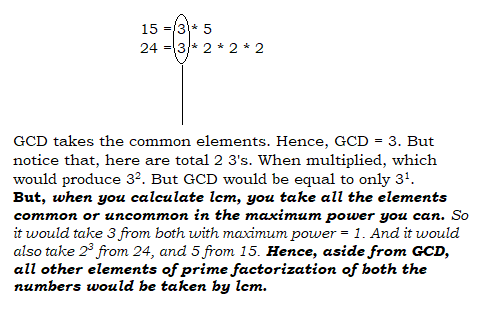 15 = 3 * 5
24 = 3 * 2 * 2 * 2
GCD takes the common elements. Hence, GCD = 3. But
notice that, here are total 2 3's. When multiplied, which
would produce 3². But GCD would be equal to only 3¹.
But, when you calculate lcm, you take all the elements
common or uncommon in the maximum power you can. So
it would take 3 from both with maximum power = 1. And it would
also take 2³ from 24, and 5 from 15. Hence, aside from GCD,
all other elements of prime factorization of both the
numbers would be taken by lcm.